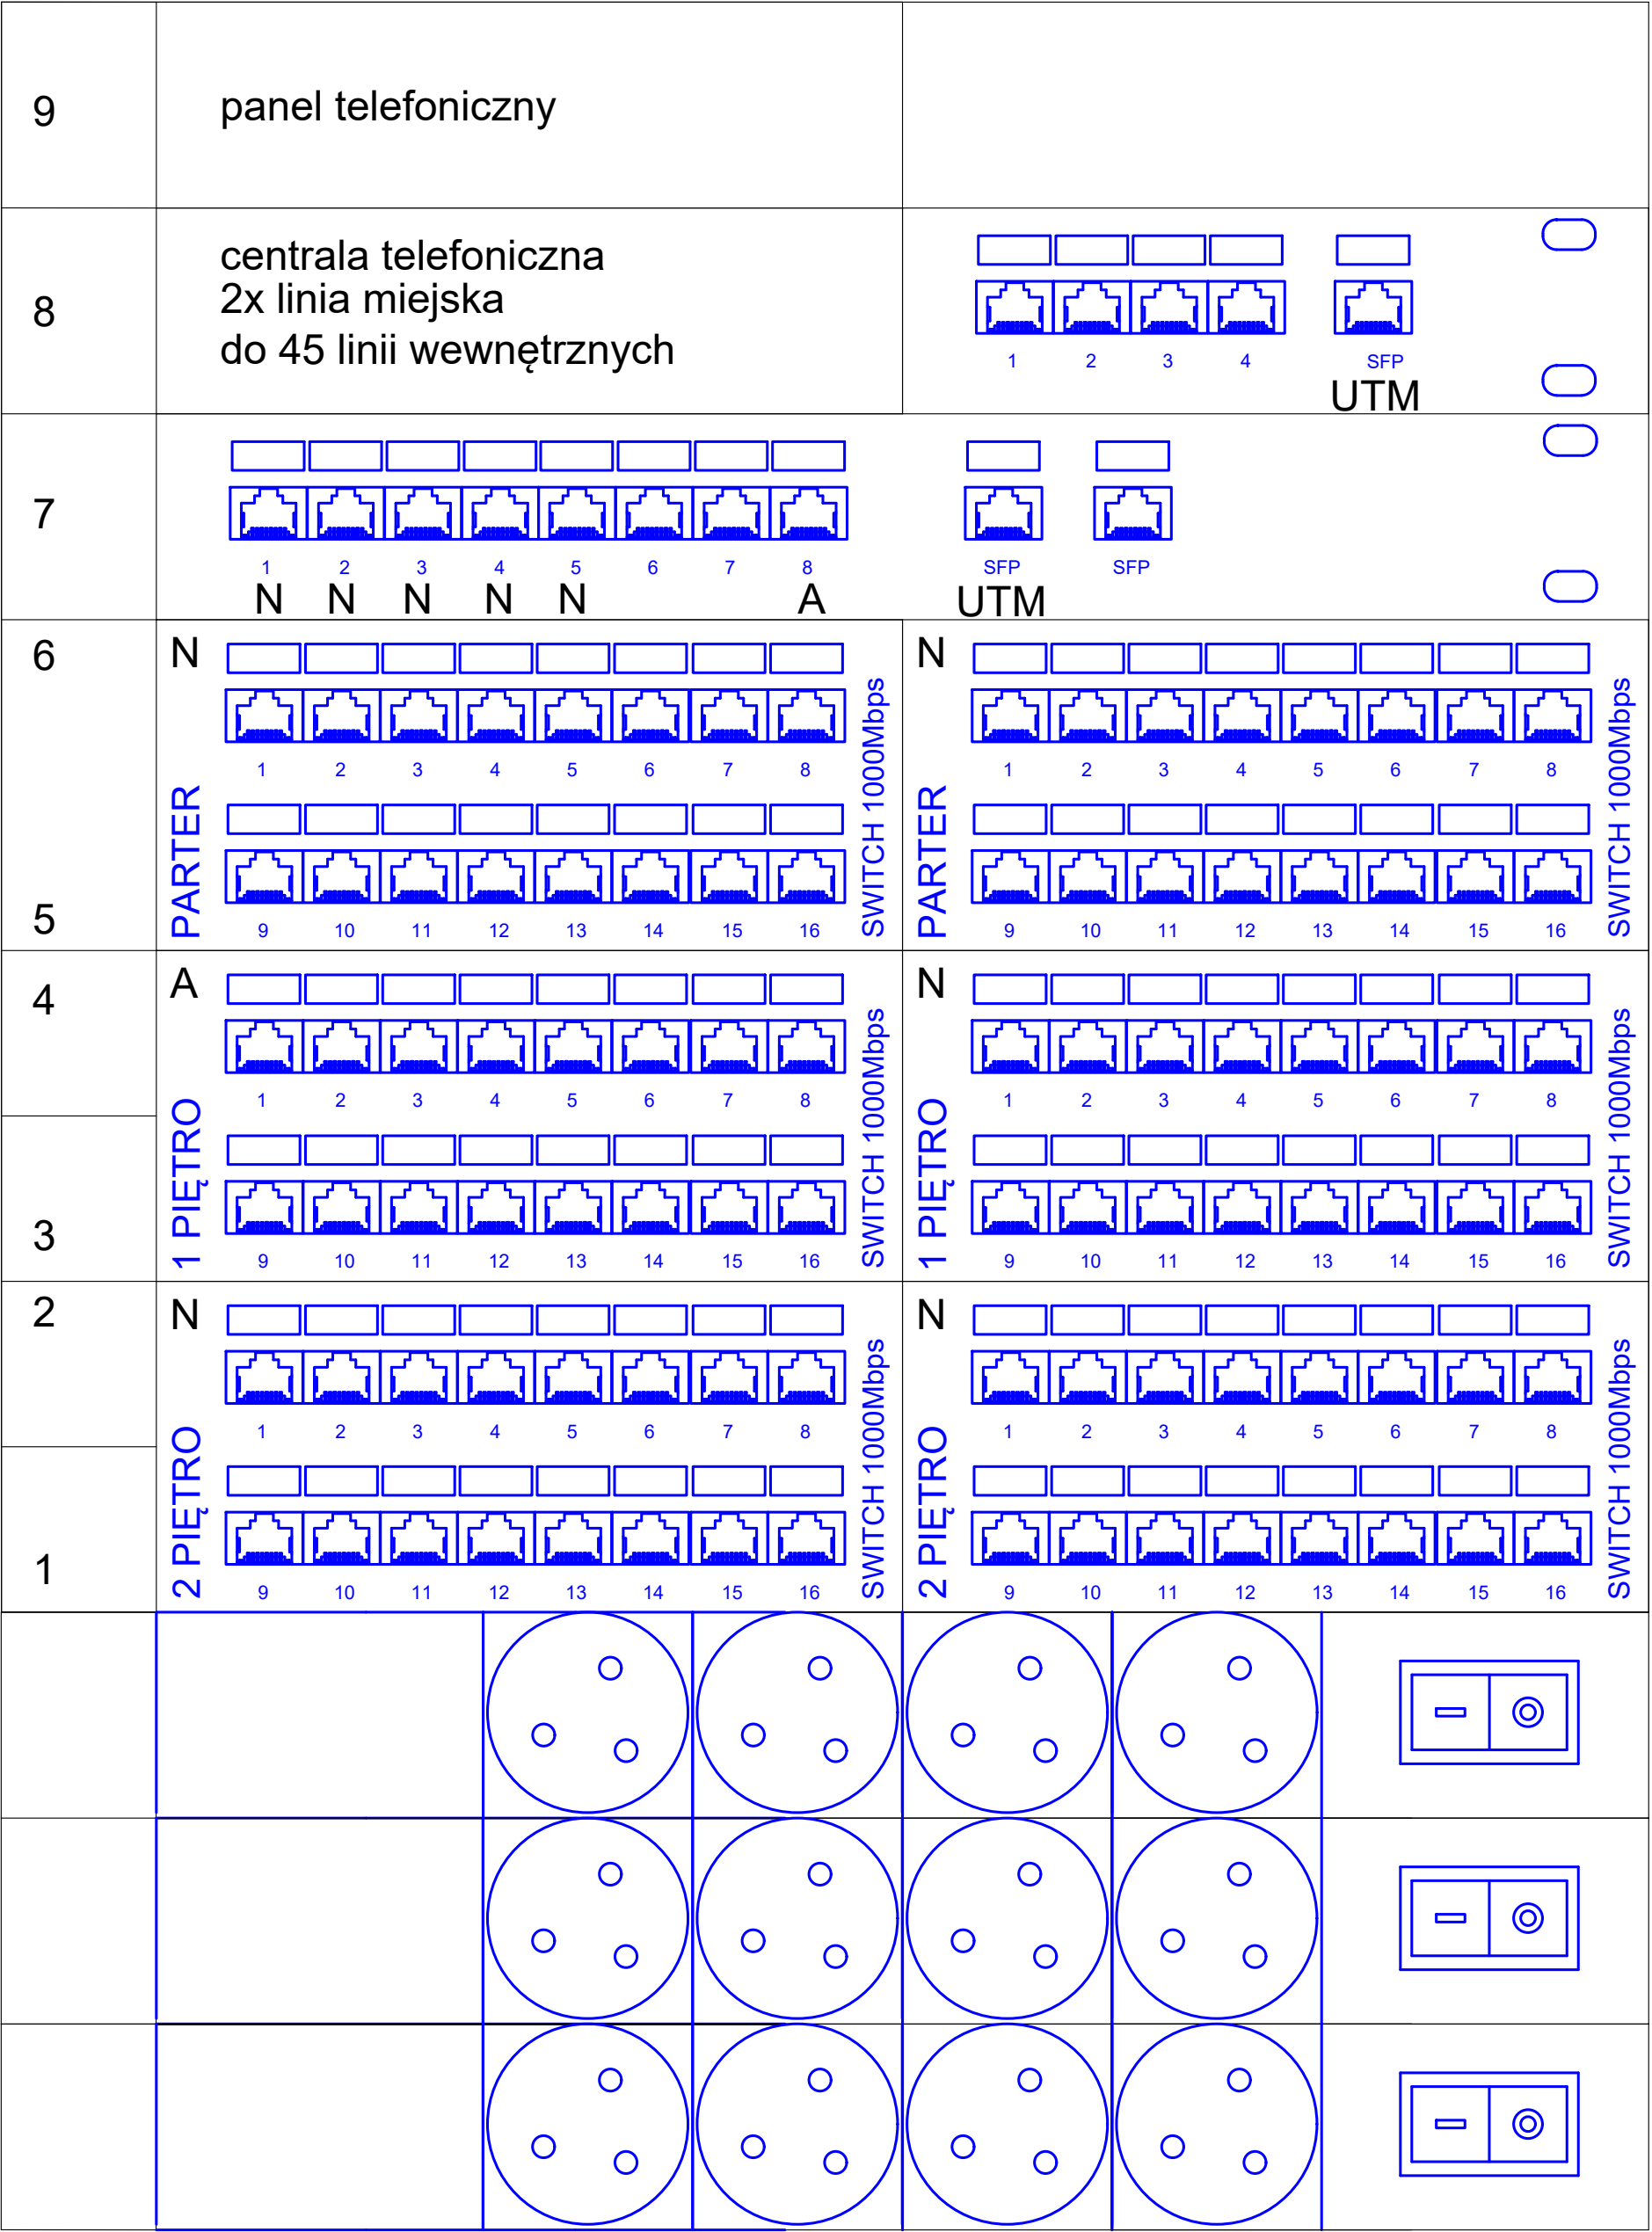 9
panel telefoniczny
8
centrala telefoniczna
2x linia miejska
do 45 linii wewnętrznych
1 2 3 4 SFP
UTM
7
1 2 3 4 5 6 7 8 SFP SFP
N N N N N A UTM
6
5
N
PARTER
1 2 3 4 5 6 7 8
9 10 11 12 13 14 15 16
SWITCH 1000Mbps
N
PARTER
1 2 3 4 5 6 7 8
9 10 11 12 13 14 15 16
SWITCH 1000Mbps
4
3
A
1 PIĘTRO
1 2 3 4 5 6 7 8
9 10 11 12 13 14 15 16
SWITCH 1000Mbps
N
1 PIĘTRO
1 2 3 4 5 6 7 8
9 10 11 12 13 14 15 16
SWITCH 1000Mbps
2
1
N
2 PIĘTRO
1 2 3 4 5 6 7 8
9 10 11 12 13 14 15 16
SWITCH 1000Mbps
N
2 PIĘTRO
1 2 3 4 5 6 7 8
9 10 11 12 13 14 15 16
SWITCH 1000Mbps